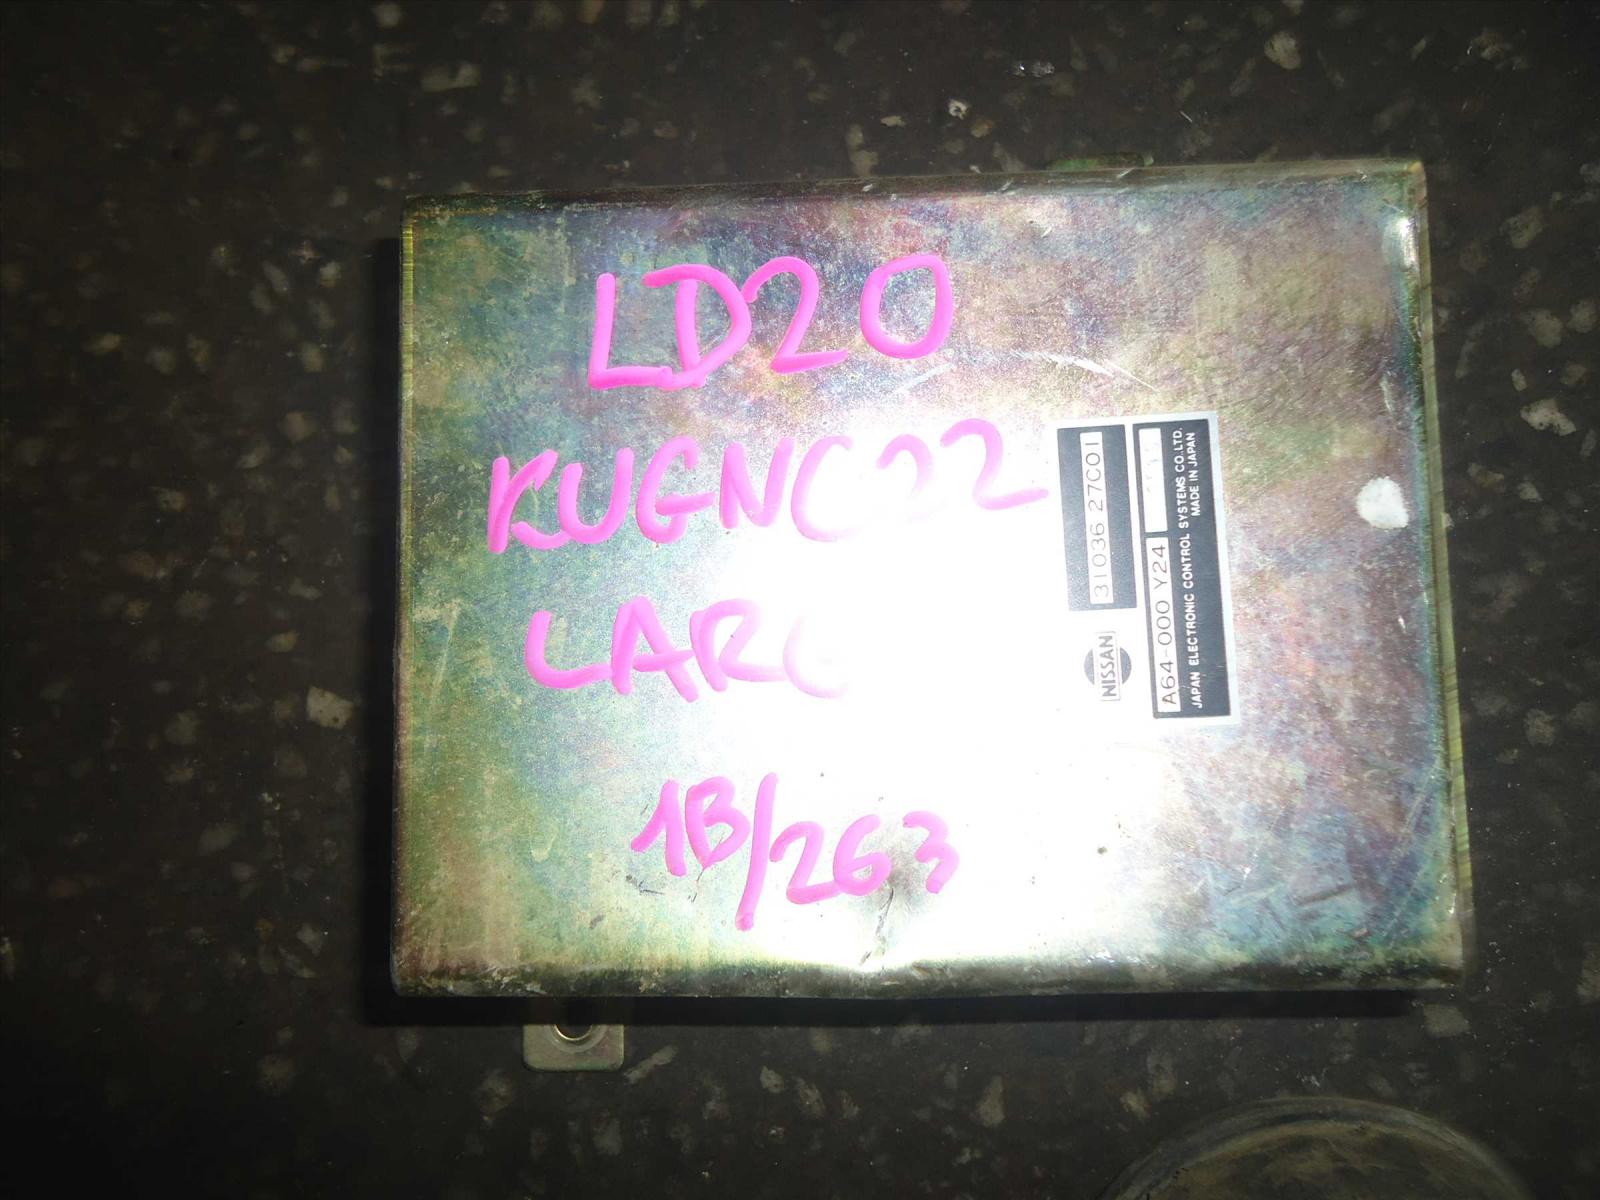 LD20
KUGNC22
1B/263
31036 27C01
NISSAN
A64-000 Y24
JAPAN ELECTRONIC CONTROL SYSTEMS CO.LTD.
MADE IN JAPAN